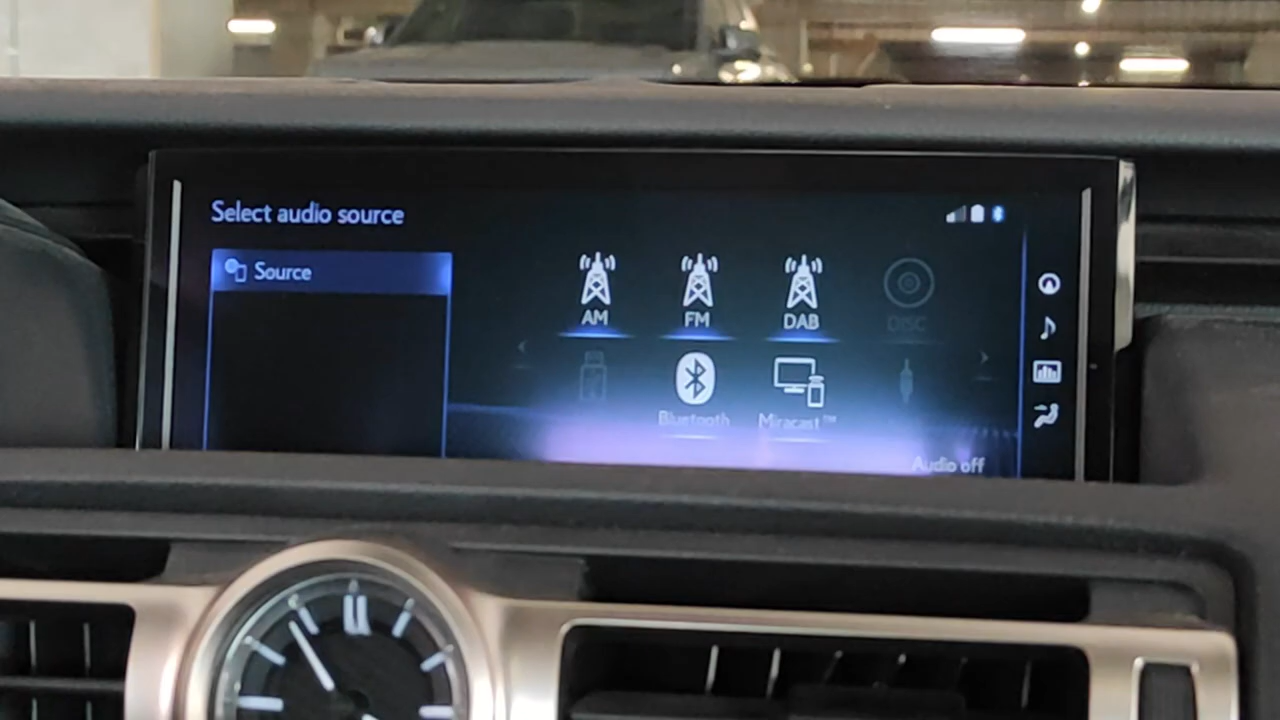 Select audio source
Source
AM FM DAB DISC
Bluetooth Miracast™
Audio off